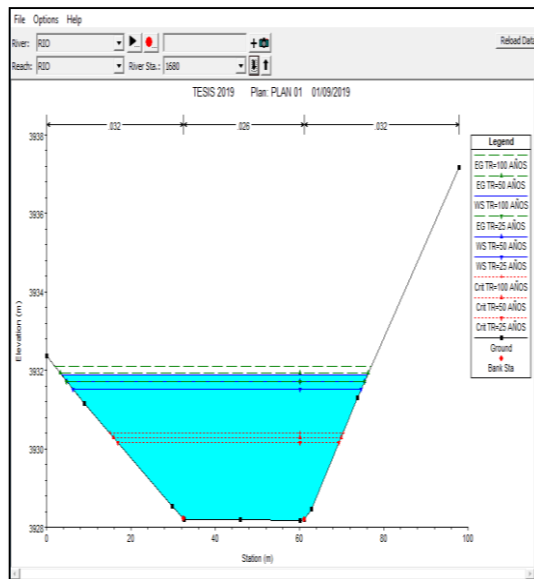 File Options Help
River: RIO
Reload Data
Reach: RIO River Sta.: 1680
TESIS 2019 Plan: PLAN 01 01/09/2019
.032 .026 .032
3938
3936
3934
3932
3930
3928
Elevation (m)
0 20 40 60 80 100
Station (m)
Legend
EG TR=100 AÑOS
EG TR=50 AÑOS
WS TR=100 AÑOS
EG TR=25 AÑOS
WS TR=50 AÑOS
WS TR=25 AÑOS
Crit TR=100 AÑOS
Crit TR=50 AÑOS
Crit TR=25 AÑOS
Ground
Bank Sta